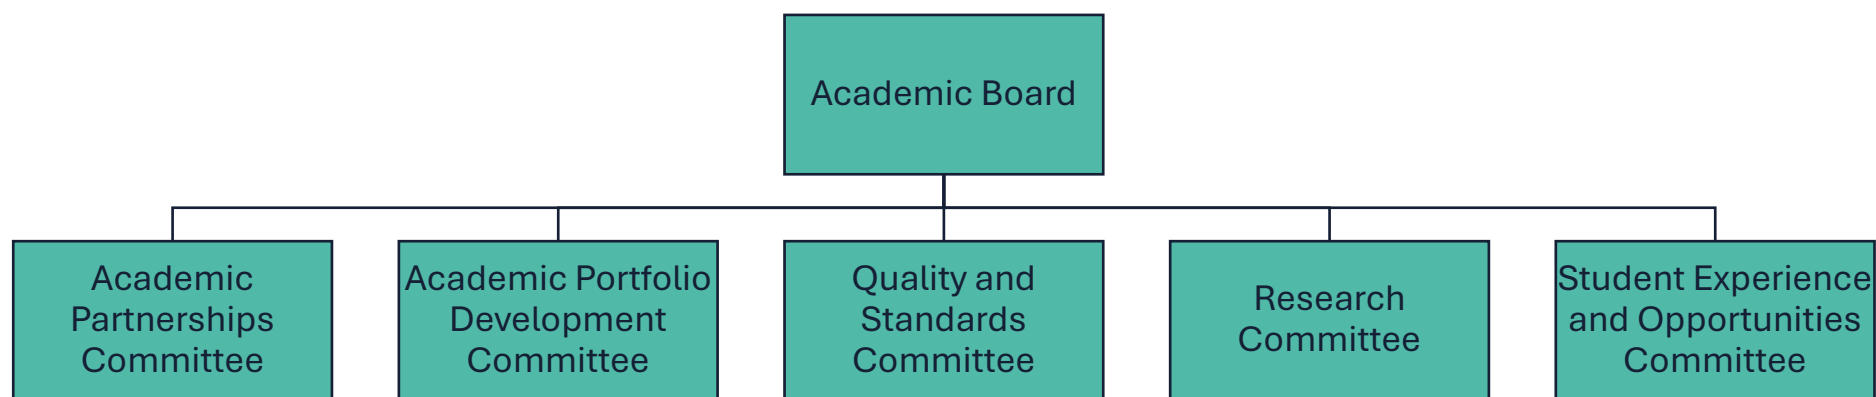 Academic Board
Academic
Partnerships
Committee
Academic Portfolio
Development
Committee
Quality and
Standards
Committee
Research
Committee
Student Experience
and Opportunities
Committee